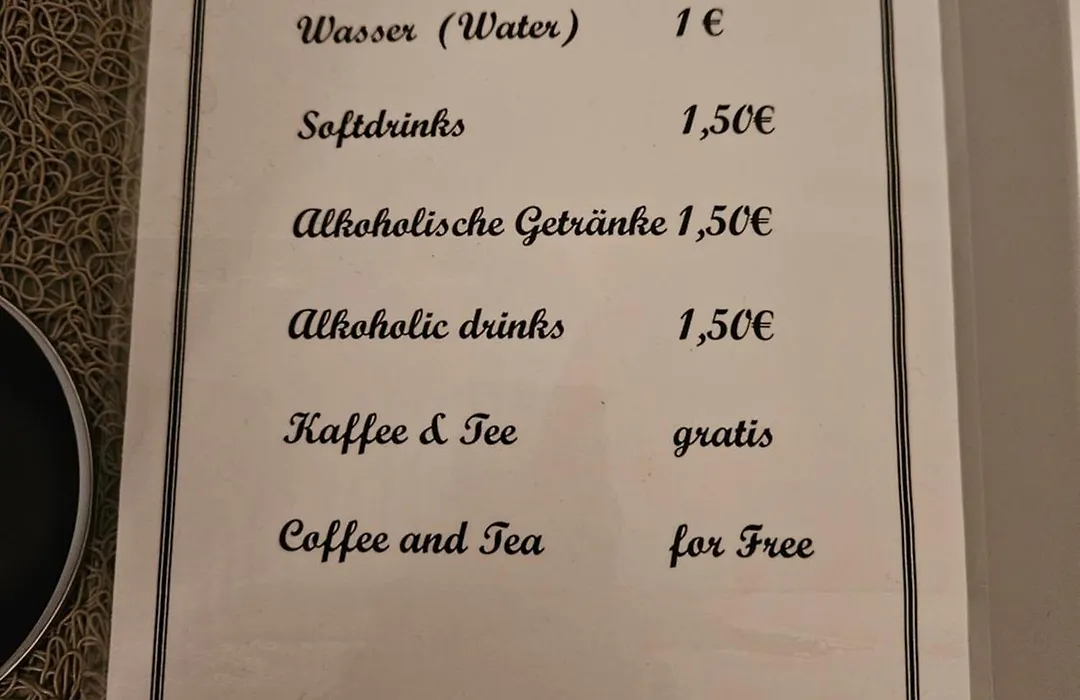 Wasser (Water) 1 €
Softdrinks 1,50€
Alkoholische Getränke 1,50€
Alkoholic drinks 1,50€
Kaffee & Tee gratis
Coffee and Tea for Free